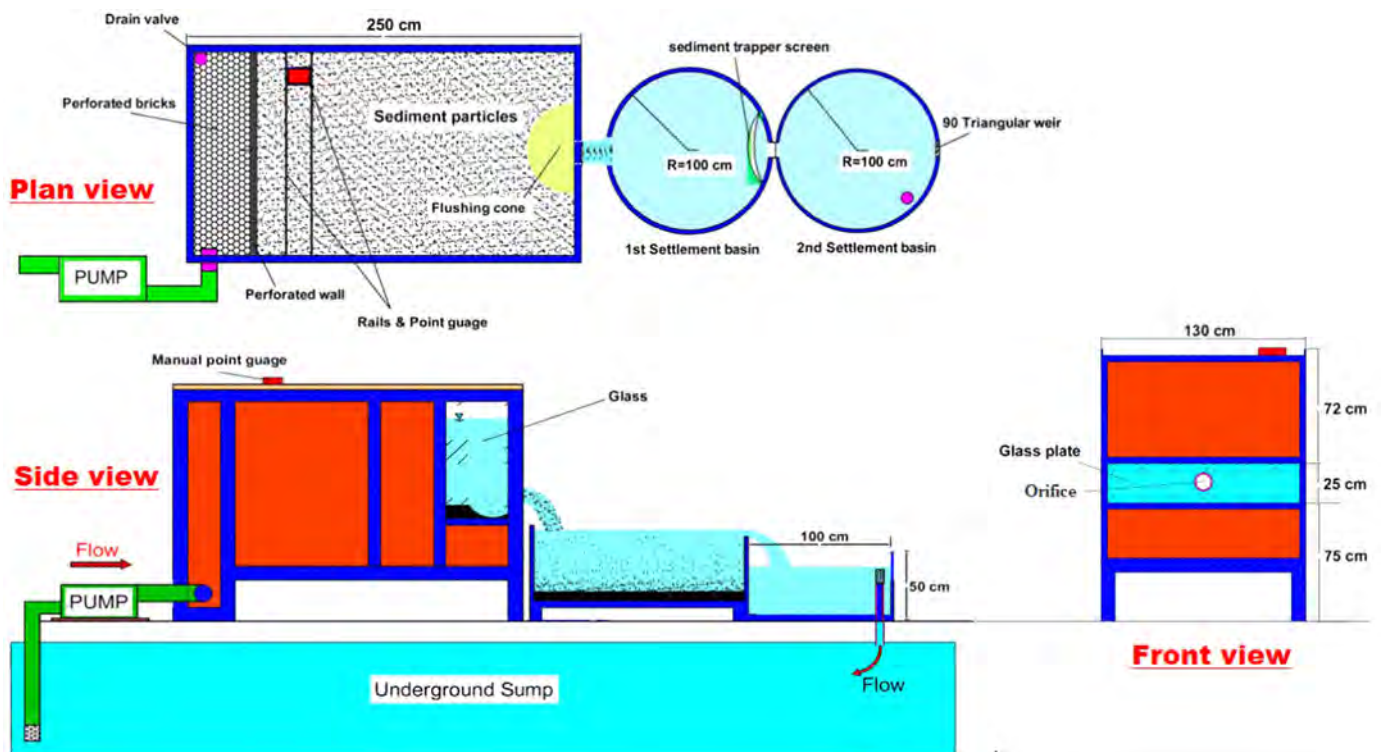 Drain valve
250 cm
sediment trapper screen
Perforated bricks
Sediment particles
90 Triangular weir
R=100 cm
R=100 cm
Plan view
Flushing cone
1st Settlement basin
2nd Settlement basin
PUMP
Perforated wall
Rails & Point guage
130 cm
Manual point guage
Glass
72 cm
Side view
Glass plate
Orifice
25 cm
Flow
100 cm
75 cm
50 cm
PUMP
Front view
Underground Sump
Flow